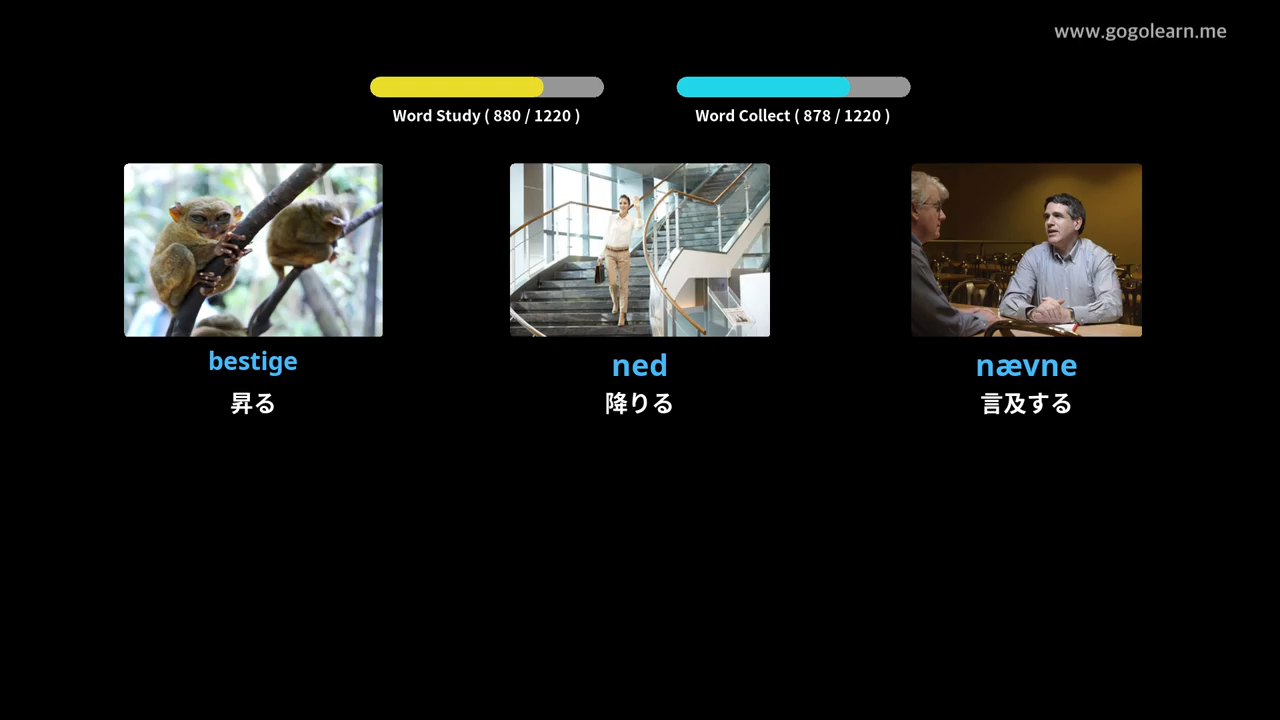 www.gogolearn.me
Word Study ( 880 / 1220 )
Word Collect ( 878 / 1220 )
bestige
ned
nævne
昇る
降りる
言及する